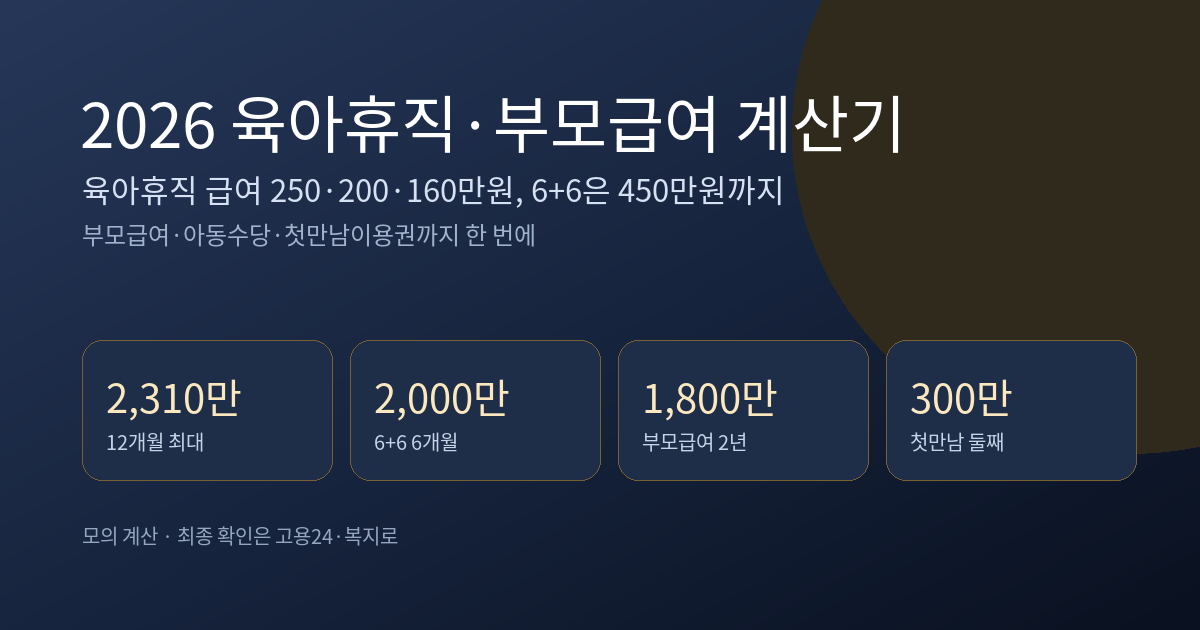 2026 육아휴직·부모급여 계산기
육아휴직 급여 250·200·160만원, 6+6은 450만원까지
부모급여·아동수당·첫만남이용권까지 한 번에
2,310만
12개월 최대
2,000만
6+6 6개월
1,800만
부모급여 2년
300만
첫만남 둘째
모의 계산 · 최종 확인은 고용24·복지로